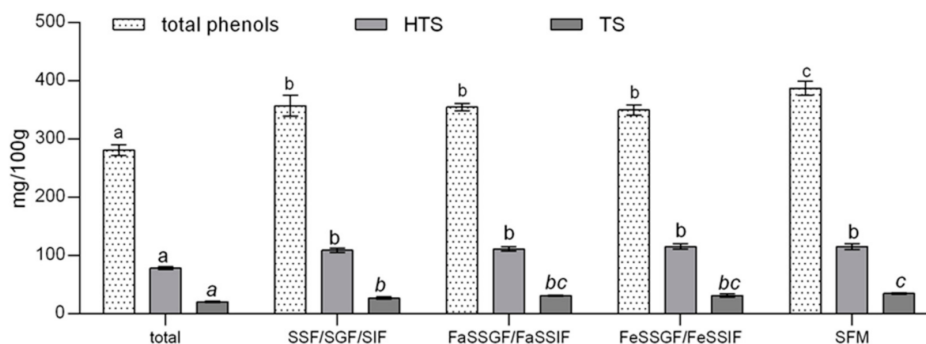 500
total phenols HTS TS
400
300
200
100
0
mg/100g
a a a
b b b
b b bc
b b bc
c b c
total SSF/SGF/SIF FaSSGF/FaSSIF FeSSGF/FeSSIF SFM